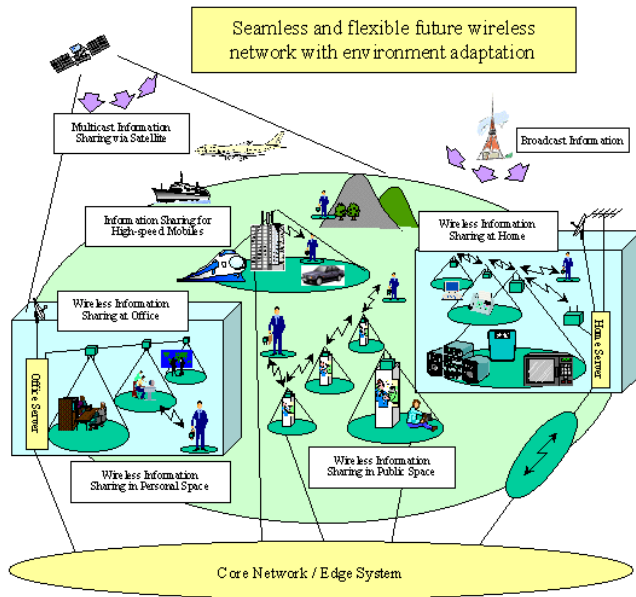 Seamless and flexible future wireless
network with environment adaptation
Multicast Information
Sharing via Satellite
Broadcast Information
Information Sharing for
High-speed Mobiles
Wireless Information
Sharing at Home
Wireless Information
Sharing at Office
Office Server
Home Server
Wireless Information
Sharing in Personal Space
Wireless Information
Sharing in Public Space
Core Network / Edge System